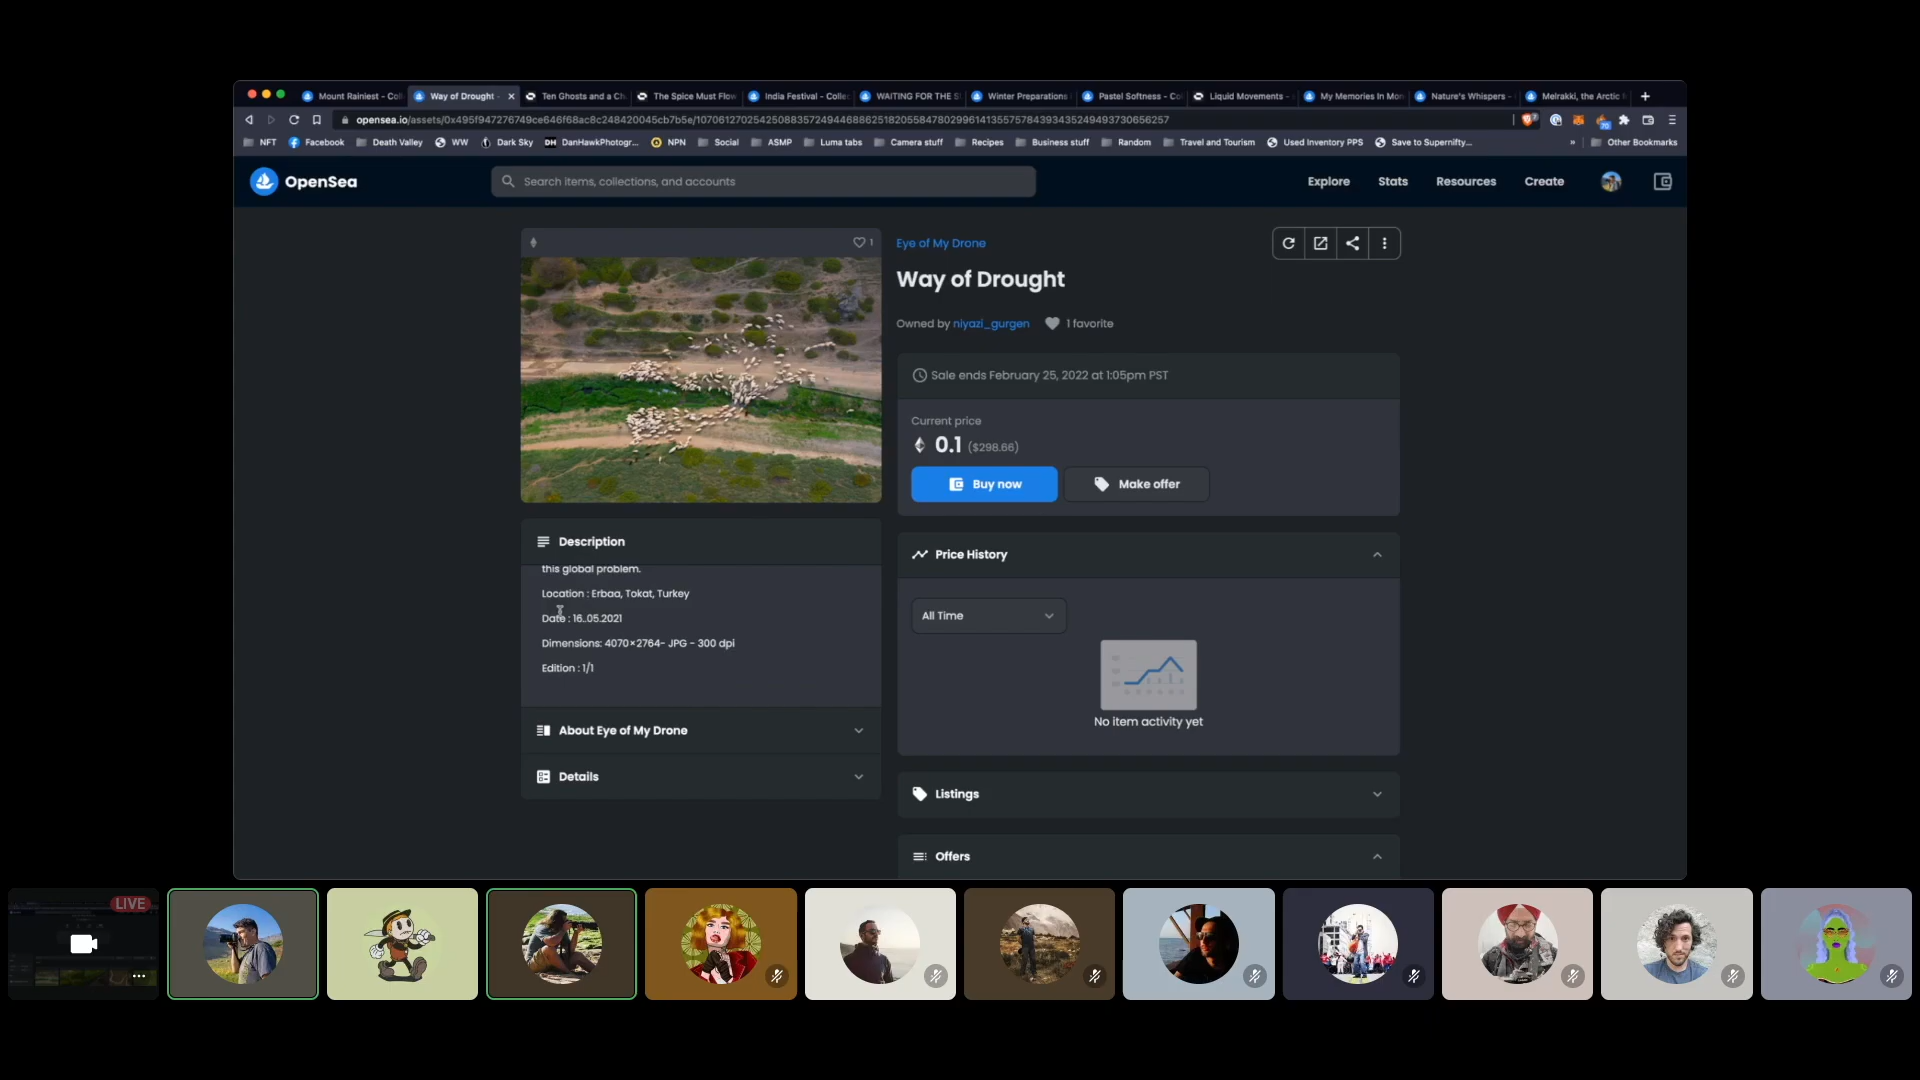 Mount Rainiest - Col
Way of Drought -
Ten Ghosts and a Ch
The Spice Must Flow
India Festival - Colle
WAITING FOR THE S
Winter Preparations
Pastel Softness - Co
Liquid Movements -
My Memories In Mon
Nature's Whispers -
Melrakki, the Arctic
opensea.io/assets/0x495f947276749ce646f68ac8c248420045cb7b5e/
NFT
Facebook
Death Valley
WW
Dark Sky
DH
DanHawkPhotogr...
NPN
Social
ASMP
Luma tabs
Camera stuff
Recipes
Business stuff
Random
Travel and Tourism
Used Inventory PPS
Save to Supernifty...
»
Other Bookmarks
OpenSea
Search items, collections, and accounts
Explore
Stats
Resources
Create
1
Eye of My Drone
Way of Drought
Owned by niyazi_gurgen
1 favorite
Sale ends February 25, 2022 at 1:05pm PST
Current price
0.1 ($298.66)
Buy now
Make offer
Description
this global problem.
Location : Erbaa, Tokat, Turkey
Date : 16..05.2021
Dimensions: 4070×2764- JPG - 300 dpi
Edition : 1/1
About Eye of My Drone
Details
Price History
All Time
No item activity yet
Listings
Offers
LIVE